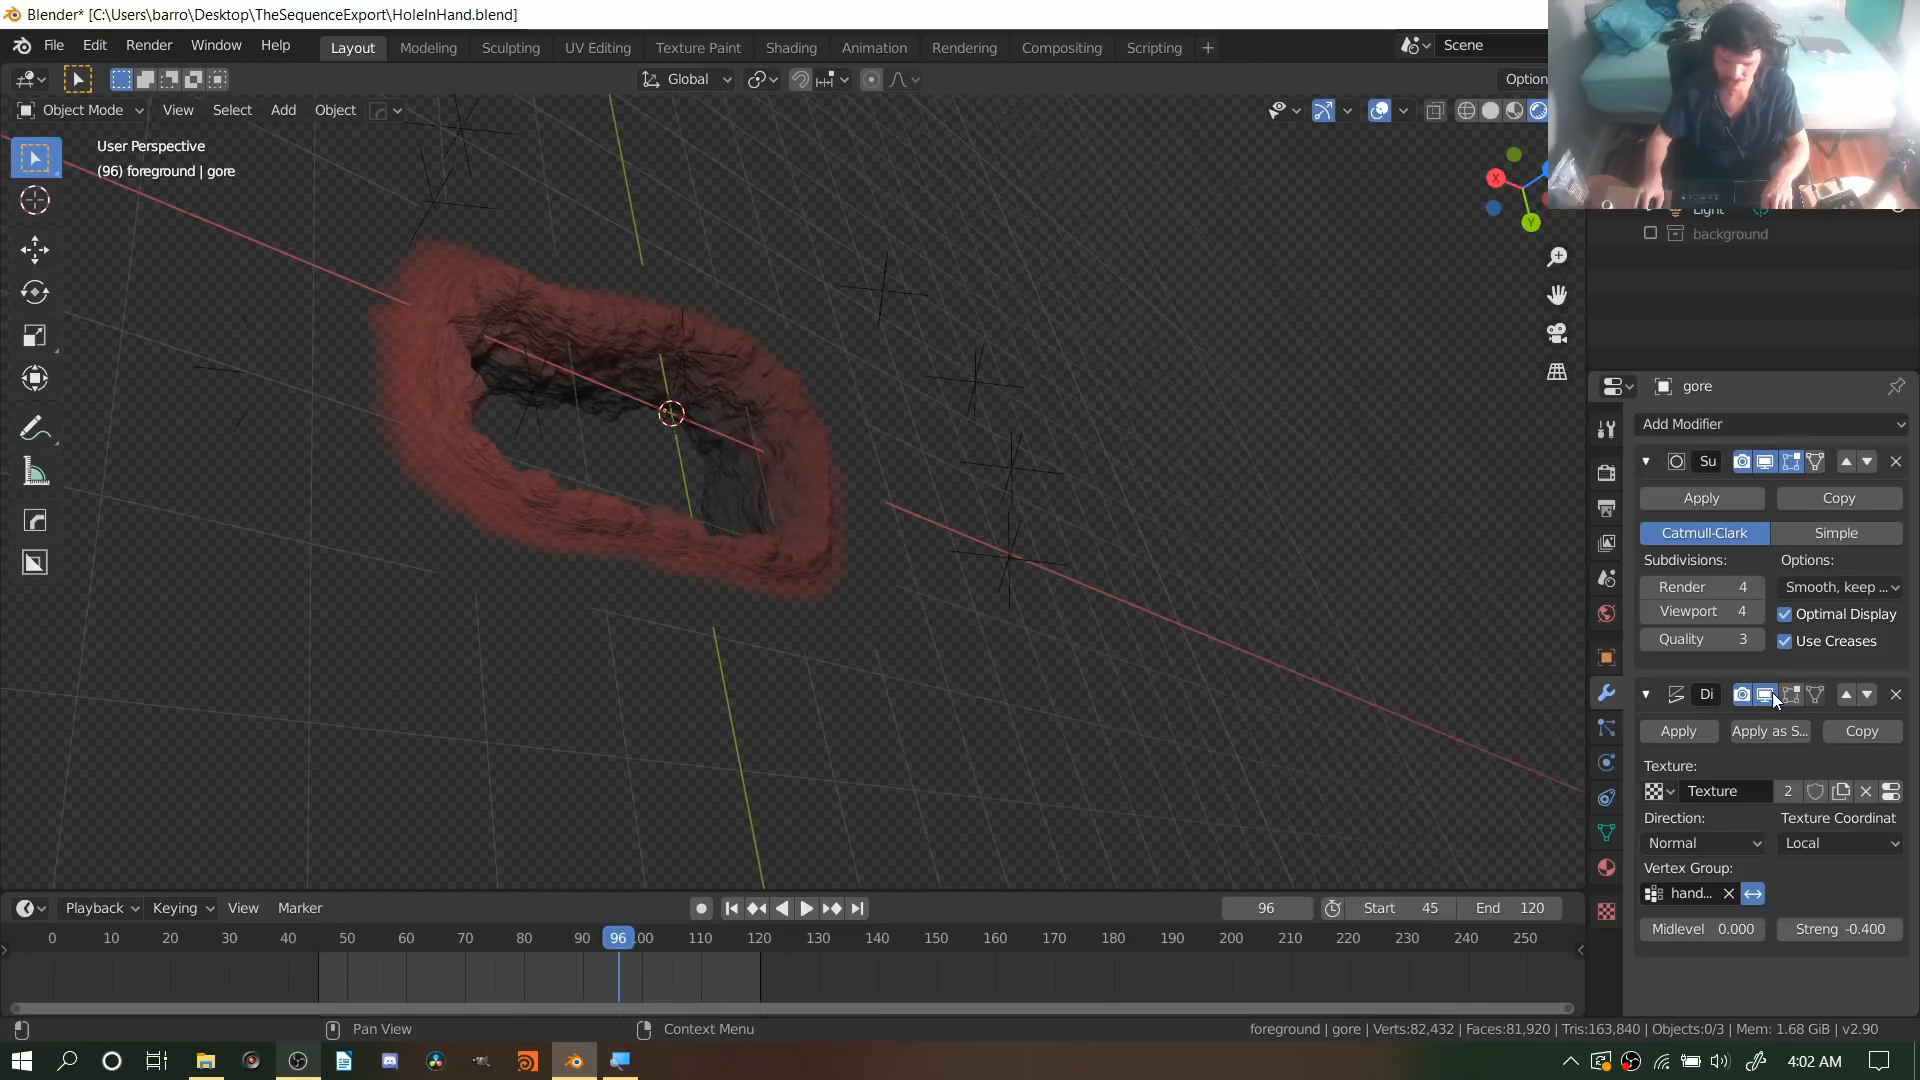 Blender* [C:\Users\barro\Desktop\TheSequenceExport\HoleInHand.blend]
File Edit Render Window Help
Layout Modeling Sculpting UV Editing Texture Paint Shading Animation Rendering Compositing Scripting +
Scene
Global
Option
Object Mode View Select Add Object
User Perspective
(96) foreground | gore
X
Y
Light
background
gore
Add Modifier
Su
Apply Copy
Catmull-Clark Simple
Subdivisions: Options:
Render 4 Smooth, keep ...
Viewport 4 Optimal Display
Quality 3 Use Creases
Di
Apply Apply as S... Copy
Texture:
Texture 2
Direction: Texture Coordinat
Normal Local
Vertex Group:
hand...
Midlevel 0.000 Streng -0.400
Playback Keying View Marker
96 Start 45 End 120
0 10 20 30 40 50 60 70 80 90 96 100 110 120 130 140 150 160 170 180 190 200 210 220 230 240 250
Pan View Context Menu
foreground | gore | Verts:82,432 | Faces:81,920 | Tris:163,840 | Objects:0/3 | Mem: 1.68 GiB | v2.90
4:02 AM